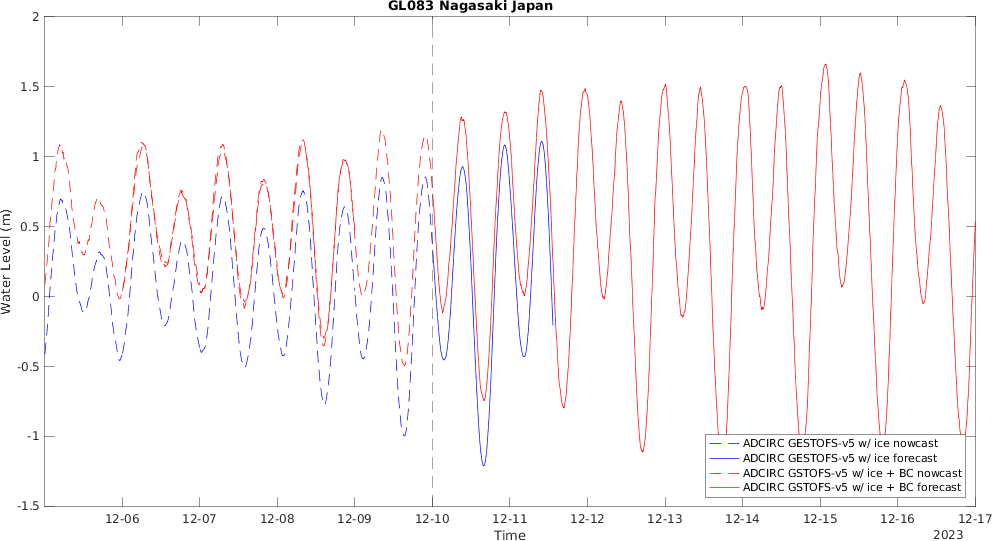 GL083 Nagasaki Japan
2
1.5
1
0.5
0
-0.5
-1
-1.5
Water Level (m)
12-06 12-07 12-08 12-09 12-10 12-11 12-12 12-13 12-14 12-15 12-16 12-17
Time
2023
ADCIRC GESTOFS-v5 w/ ice nowcast
ADCIRC GESTOFS-v5 w/ ice forecast
ADCIRC GSTOFS-v5 w/ ice + BC nowcast
ADCIRC GSTOFS-v5 w/ ice + BC forecast